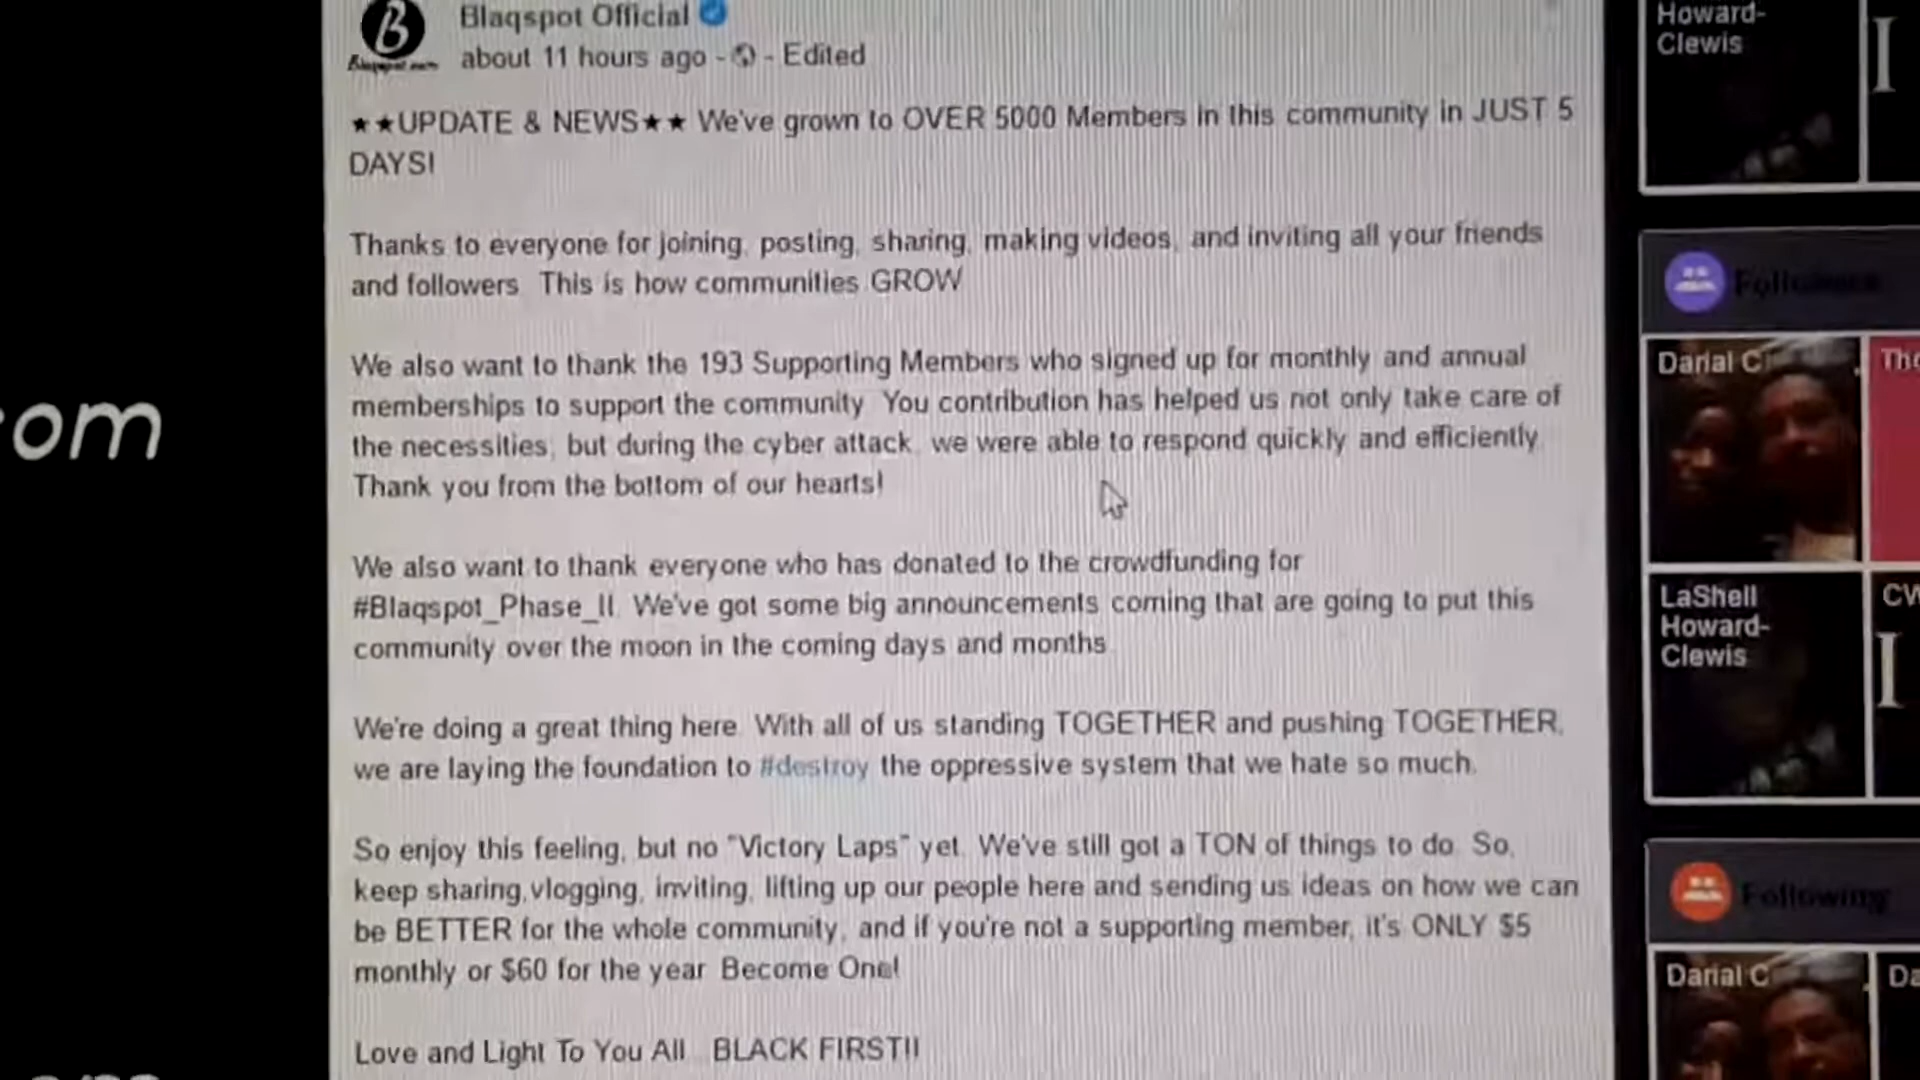 Blaqspot Official
about 11 hours ago - - Edited
★★UPDATE & NEWS★★ We've grown to OVER 5000 Members in this community in JUST 5
DAYS!
Thanks to everyone for joining, posting, sharing, making videos, and inviting all your friends
and followers. This is how communities GROW
We also want to thank the 193 Supporting Members who signed up for monthly and annual
memberships to support the community. You contribution has helped us not only take care of
the necessities, but during the cyber attack, we were able to respond quickly and efficiently.
Thank you from the bottom of our hearts!
We also want to thank everyone who has donated to the crowdfunding for
#Blaqspot_Phase_II. We've got some big announcements coming that are going to put this
community over the moon in the coming days and months.
We're doing a great thing here. With all of us standing TOGETHER and pushing TOGETHER,
we are laying the foundation to #destroy the oppressive system that we hate so much.
So enjoy this feeling, but no "Victory Laps" yet. We've still got a TON of things to do. So,
keep sharing,vlogging, inviting, lifting up our people here and sending us ideas on how we can
be BETTER for the whole community, and if you're not a supporting member, it's ONLY $5
monthly or $60 for the year. Become One!
Love and Light To You All... BLACK FIRST!!
om
Howard-
Clewis
I
Followers
Darial C
LaShell
Howard-
Clewis
CW
I
Following
Darial C
Da